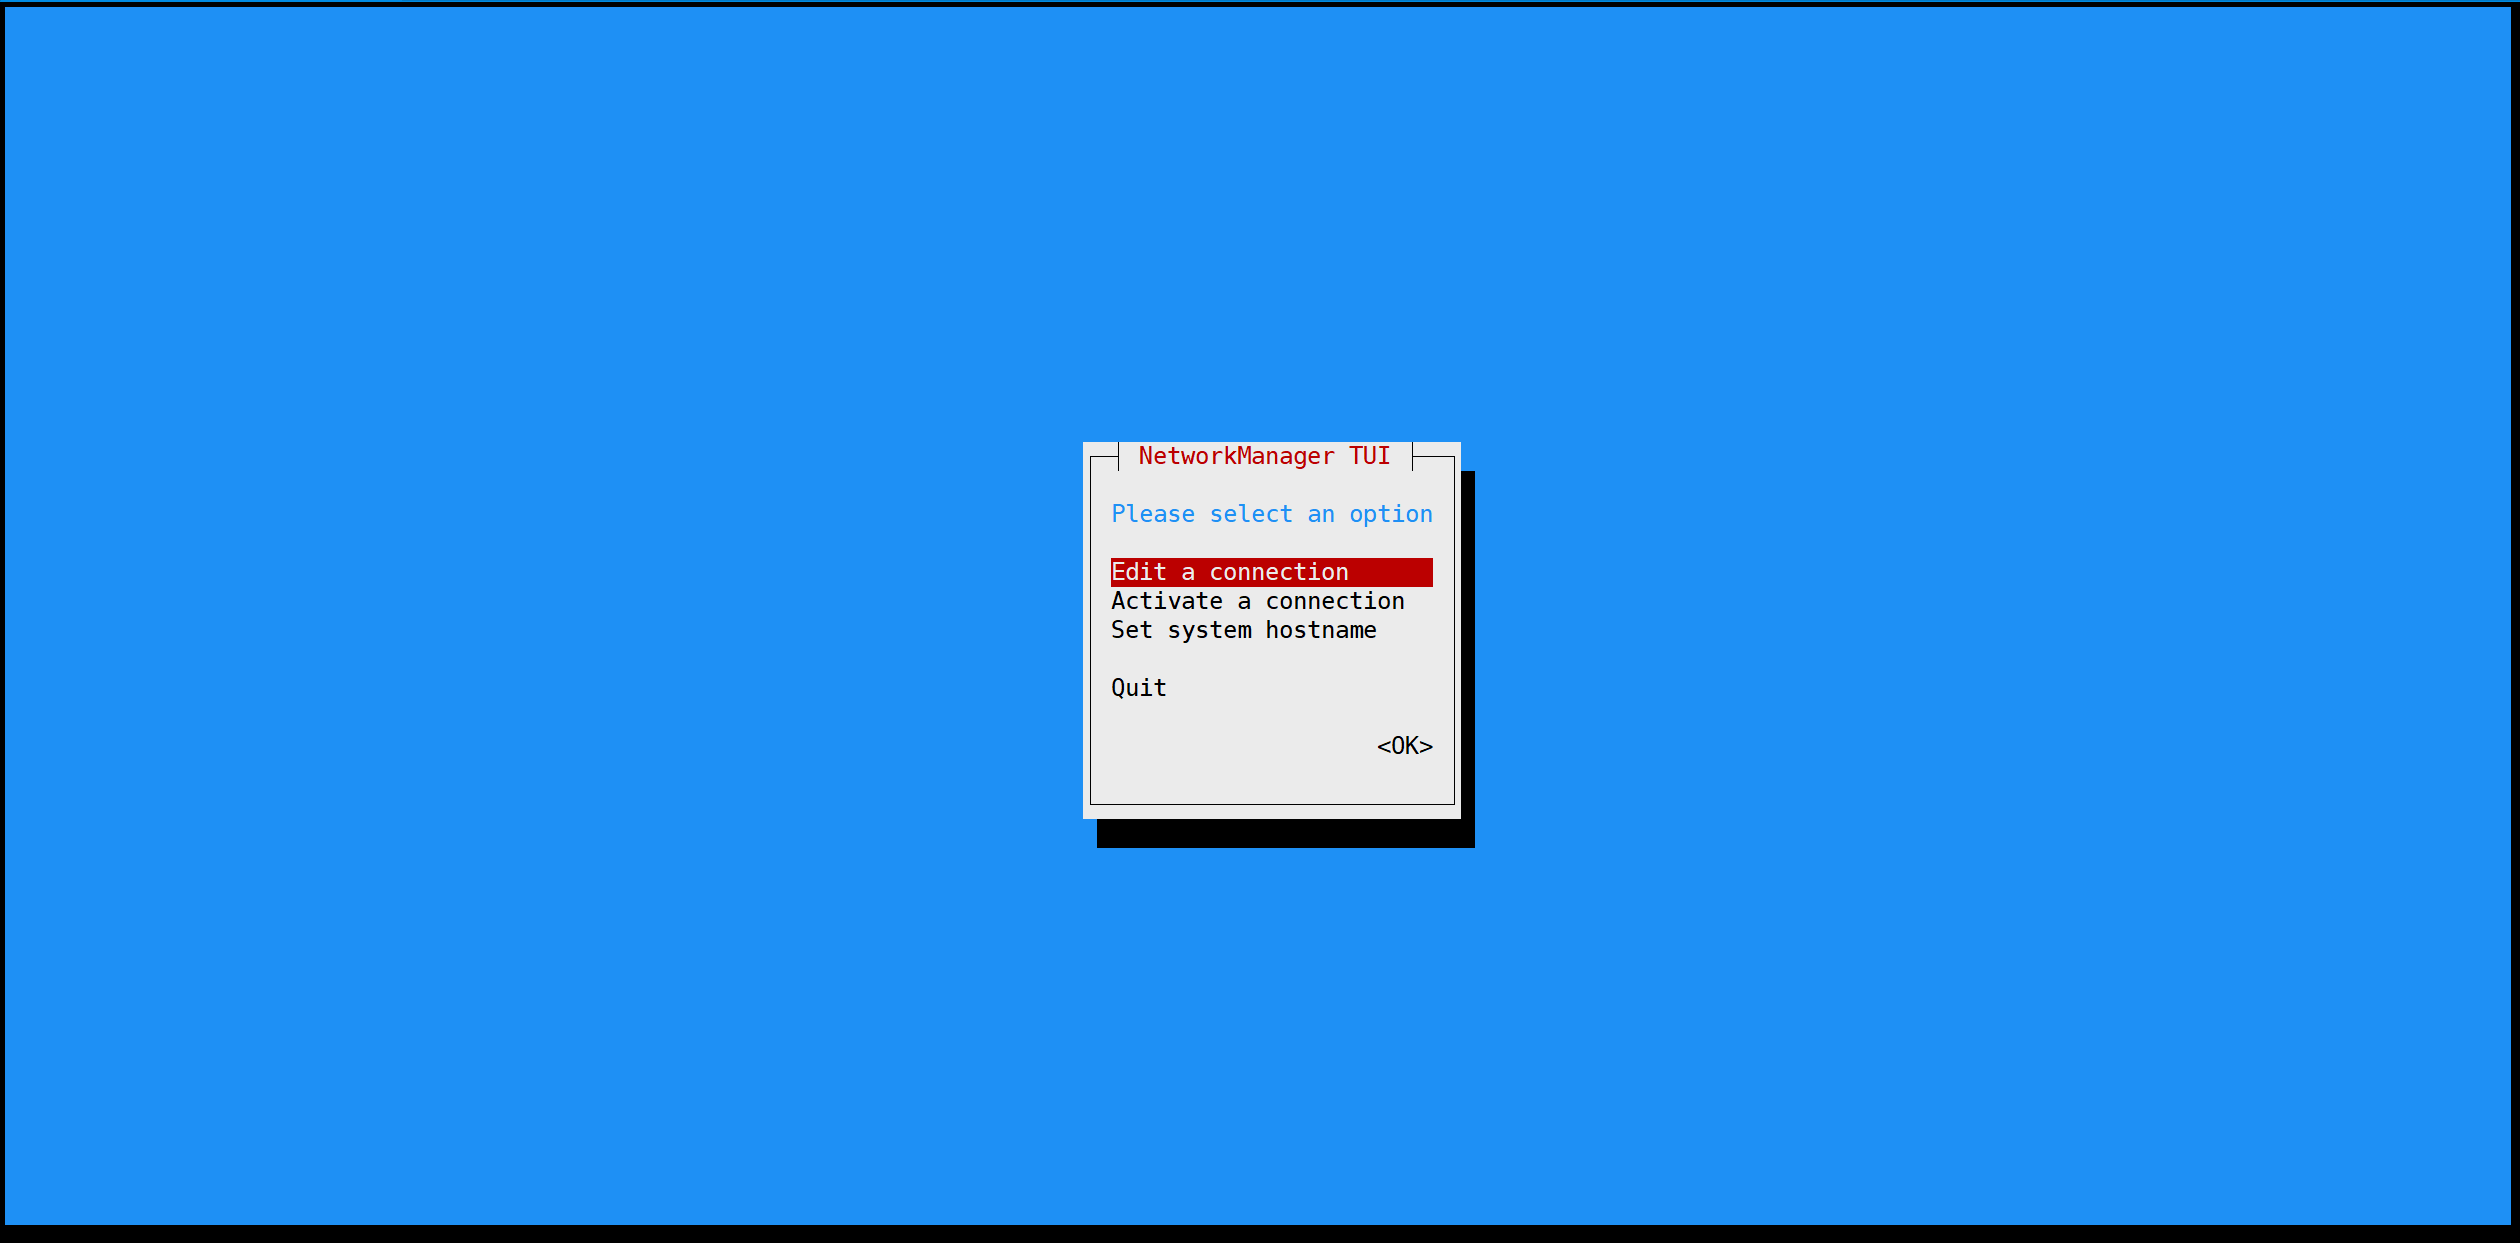 NetworkManager TUI
Please select an option
Edit a connection
Activate a connection
Set system hostname
Quit
<OK>